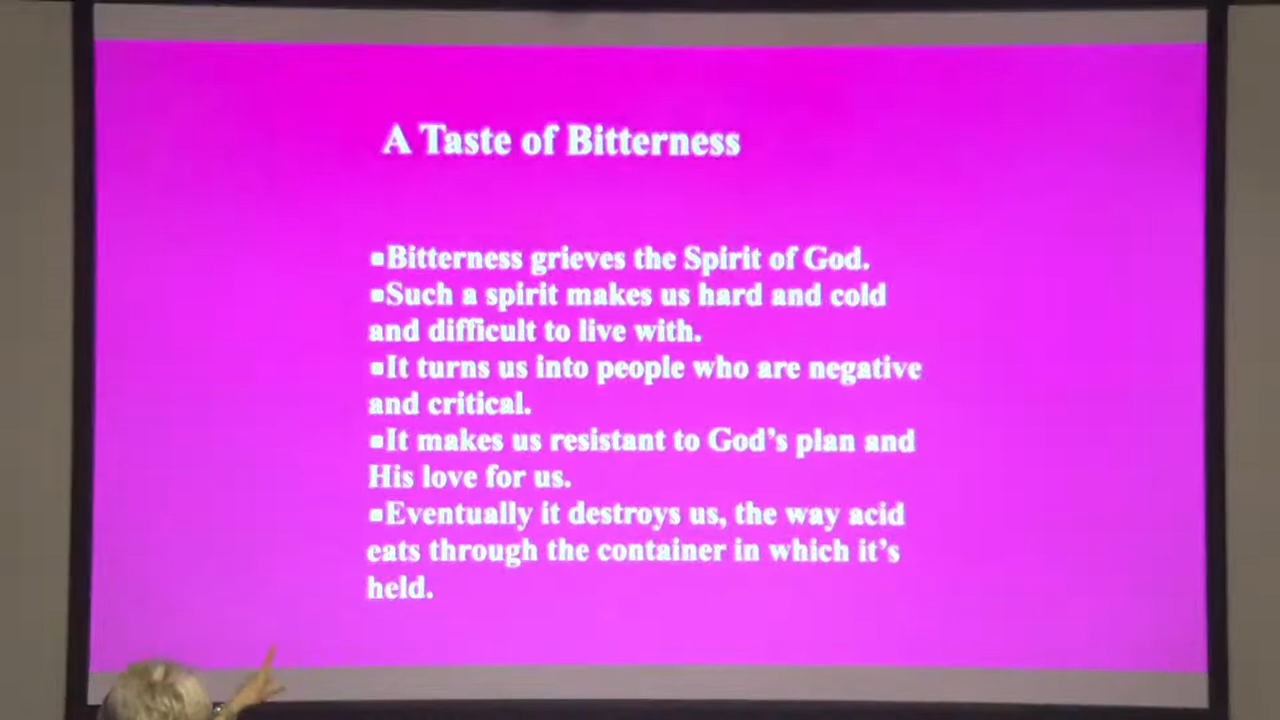 A Taste of Bitterness
▪Bitterness grieves the Spirit of God.
▪Such a spirit makes us hard and cold
and difficult to live with.
▪It turns us into people who are negative
and critical.
▪It makes us resistant to God’s plan and
His love for us.
▪Eventually it destroys us, the way acid
eats through the container in which it’s
held.